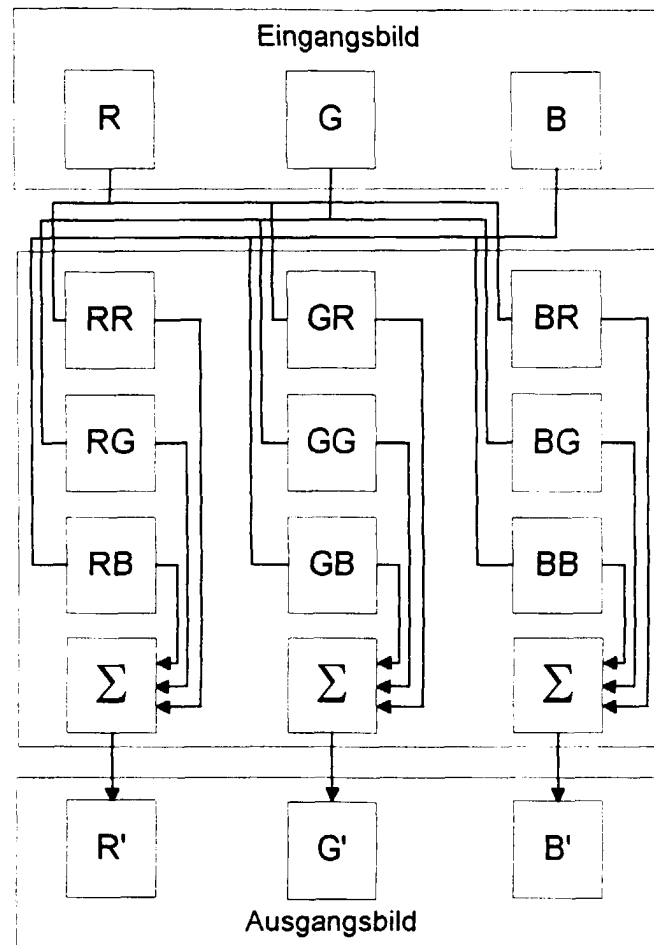 Eingangsbild
R G B
RR GR BR
RG GG BG
RB GB BB
Σ Σ Σ
R' G' B'
Ausgangsbild